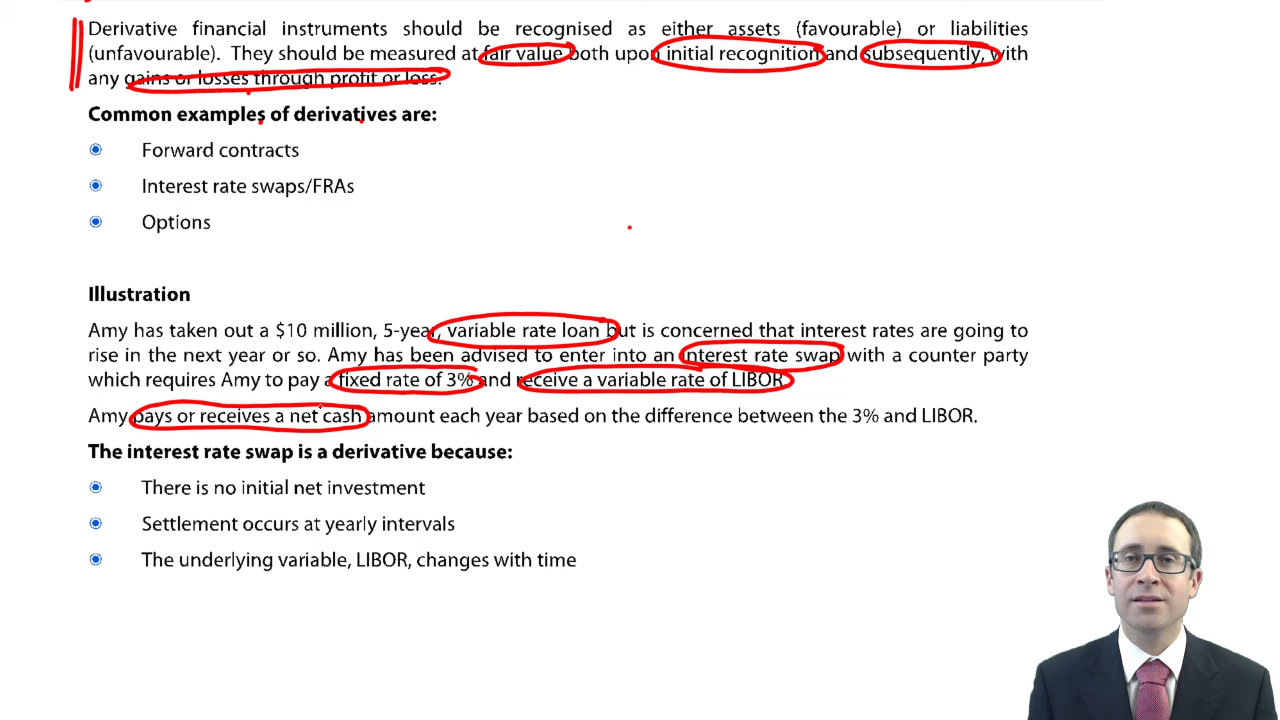 Derivative financial instruments should be recognised as either assets (favourable) or liabilities
(unfavourable). They should be measured at fair value both upon initial recognition and subsequently, with
any gains or losses through profit or loss.
Common examples of derivatives are:
Forward contracts
Interest rate swaps/FRAs
Options
Illustration
Amy has taken out a $10 million, 5-year, variable rate loan but is concerned that interest rates are going to
rise in the next year or so. Amy has been advised to enter into an interest rate swap with a counter party
which requires Amy to pay a fixed rate of 3% and receive a variable rate of LIBOR
Amy pays or receives a net cash amount each year based on the difference between the 3% and LIBOR.
The interest rate swap is a derivative because:
There is no initial net investment
Settlement occurs at yearly intervals
The underlying variable, LIBOR, changes with time